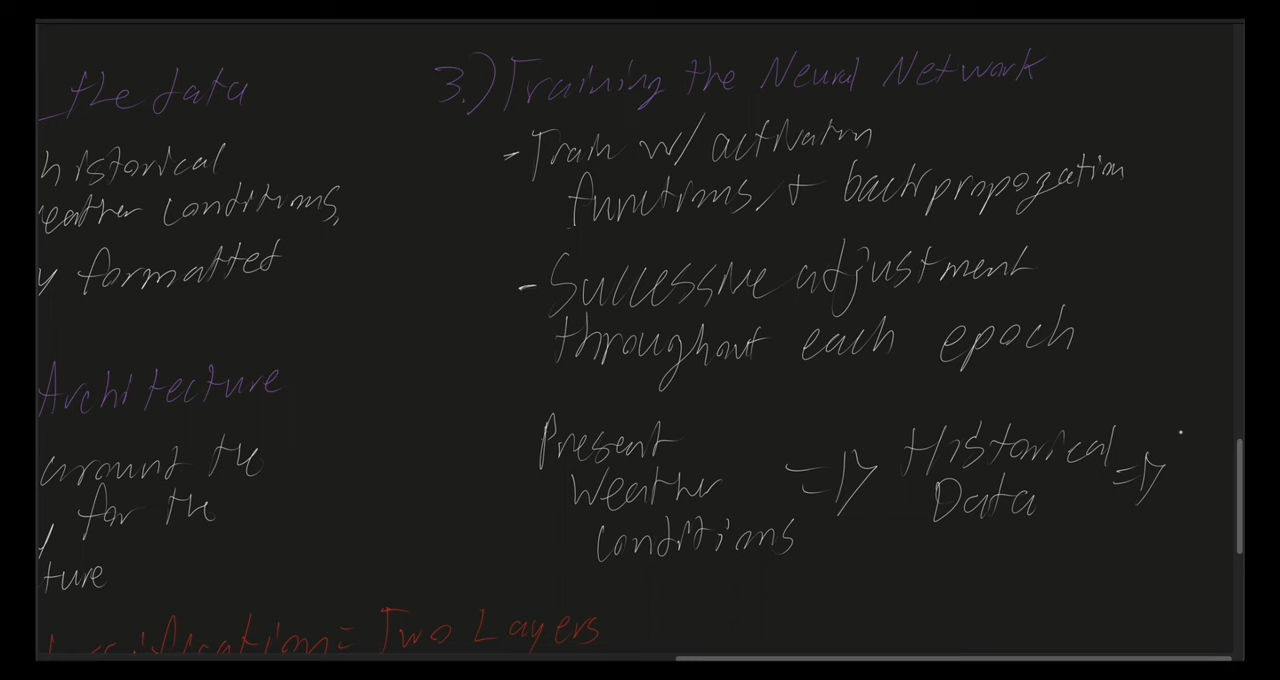 the data
historical
eather conditions,
y formatted
Architecture
around the
for the
ture
3.) Training the Neural Network
- Train w/ activation
functions, + backpropogation
- Successive adjustment
throughout each epoch
Present
Weather
conditions
=> Historical
Data =>
= Two Layers